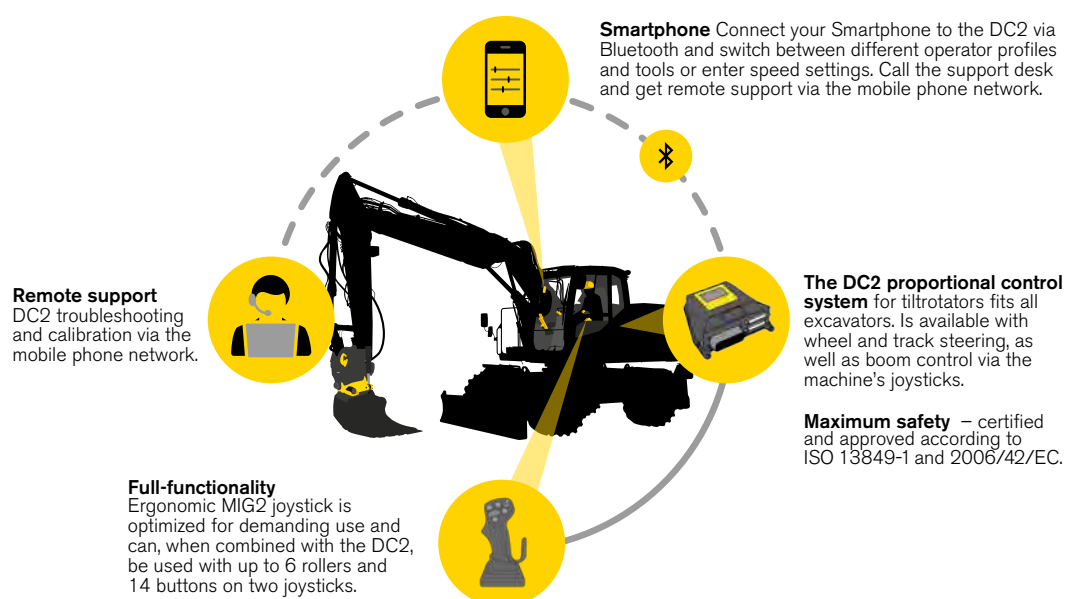 Smartphone Connect your Smartphone to the DC2 via
Bluetooth and switch between different operator profiles
and tools or enter speed settings. Call the support desk
and get remote support via the mobile phone network.
Remote support
DC2 troubleshooting
and calibration via the
mobile phone network.
The DC2 proportional control
system for tiltrotators fits all
excavators. Is available with
wheel and track steering, as
well as boom control via the
machine's joysticks.
Maximum safety – certified
and approved according to
ISO 13849-1 and 2006/42/EC.
Full-functionality
Ergonomic MIG2 joystick is
optimized for demanding use and
can, when combined with the DC2,
be used with up to 6 rollers and
14 buttons on two joysticks.